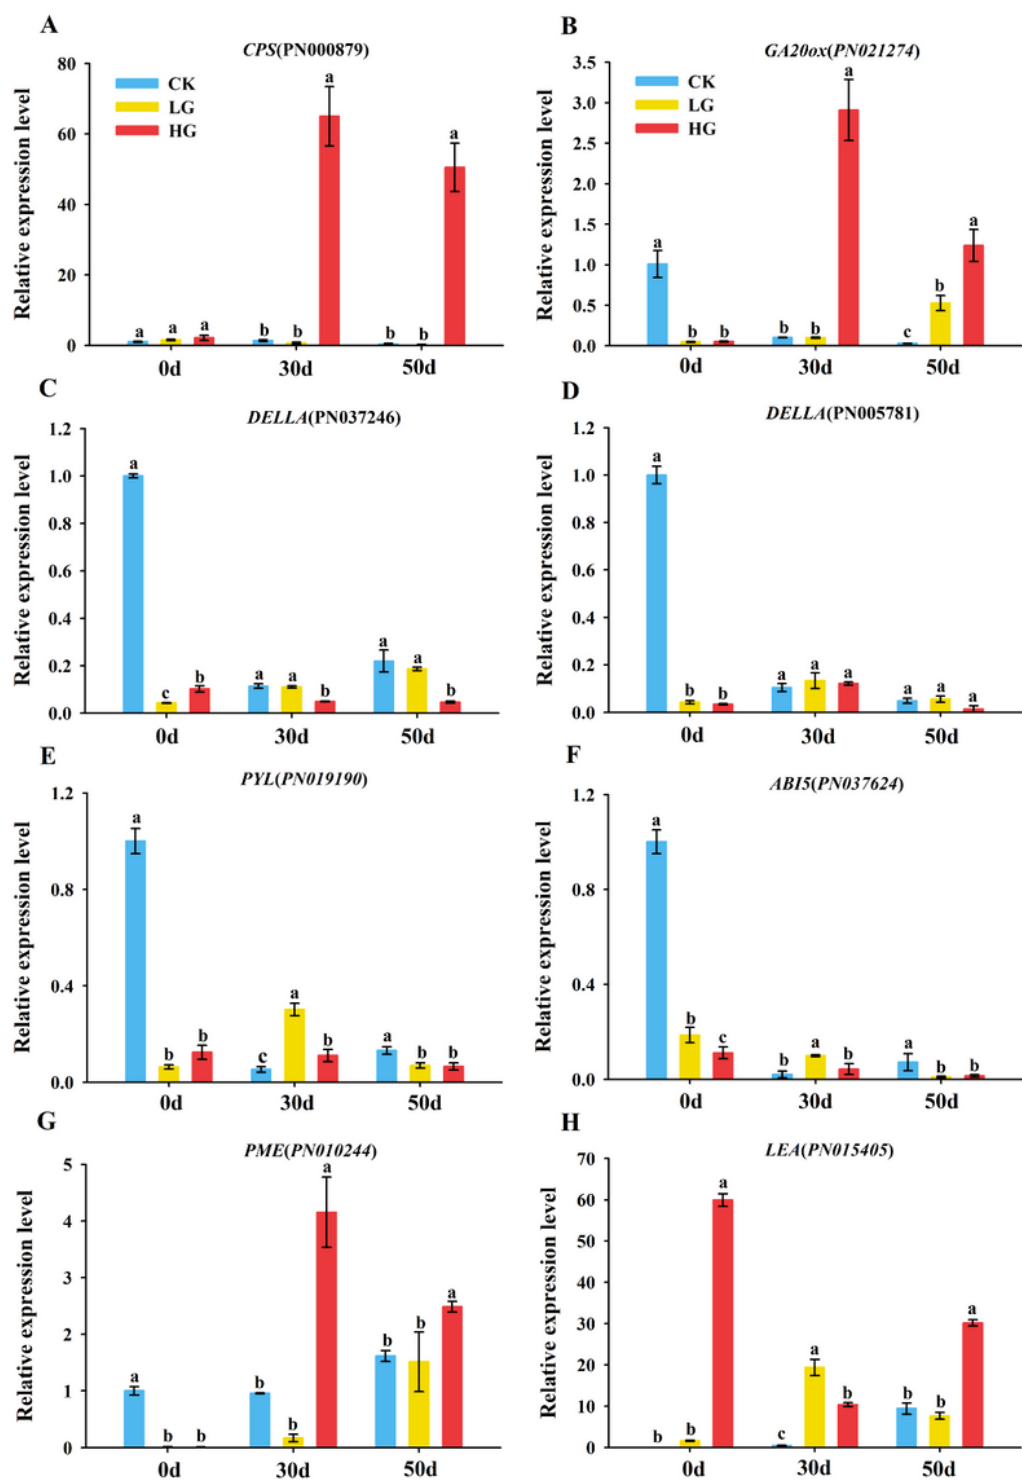 A
CPS(PN000879)
Relative expression level
80
60
40
20
0
CK
LG
HG
a a a
b b a
b b a
0d 30d 50d
B
GA20ox(PN021274)
Relative expression level
3.5
3.0
2.5
2.0
1.5
1.0
0.5
0.0
CK
LG
HG
a b b
b b a
c b a
0d 30d 50d
C
DELLA(PN037246)
Relative expression level
1.2
1.0
0.8
0.6
0.4
0.2
0.0
a c b
a a b
a a b
0d 30d 50d
D
DELLA(PN005781)
Relative expression level
1.2
1.0
0.8
0.6
0.4
0.2
0.0
a b b
a a a
a a a
0d 30d 50d
E
PYL(PN019190)
Relative expression level
1.2
0.8
0.4
0.0
a b b
c a b
a b b
0d 30d 50d
F
ABI5(PN037624)
Relative expression level
1.2
0.8
0.4
0.0
a b c
b a b
a b b
0d 30d 50d
G
PME(PN010244)
Relative expression level
5
4
3
2
1
0
a b b
b b a
b b a
0d 30d 50d
H
LEA(PN015405)
Relative expression level
70
60
50
40
30
20
10
0
b b a
c a b
b b a
0d 30d 50d